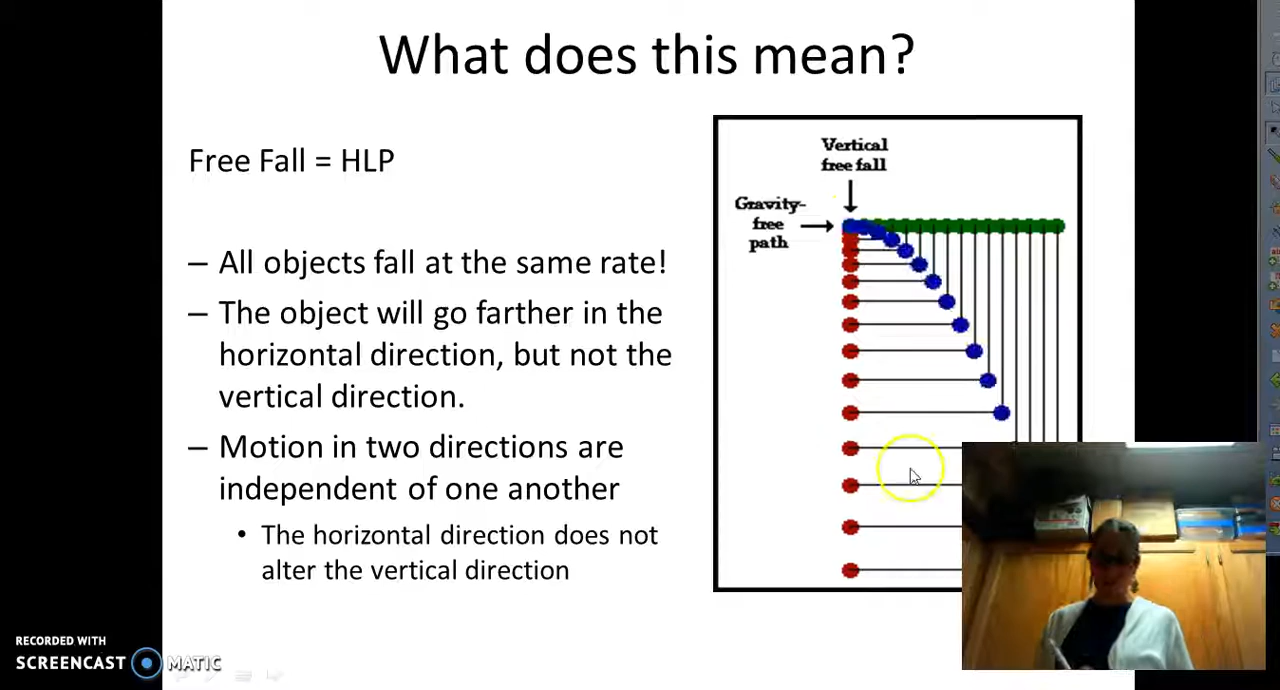 What does this mean?
Free Fall = HLP
– All objects fall at the same rate!
– The object will go farther in the
horizontal direction, but not the
vertical direction.
– Motion in two directions are
independent of one another
• The horizontal direction does not
alter the vertical direction
Vertical
free fall
Gravity-
free
path
RECORDED WITH
SCREENCAST MATIC